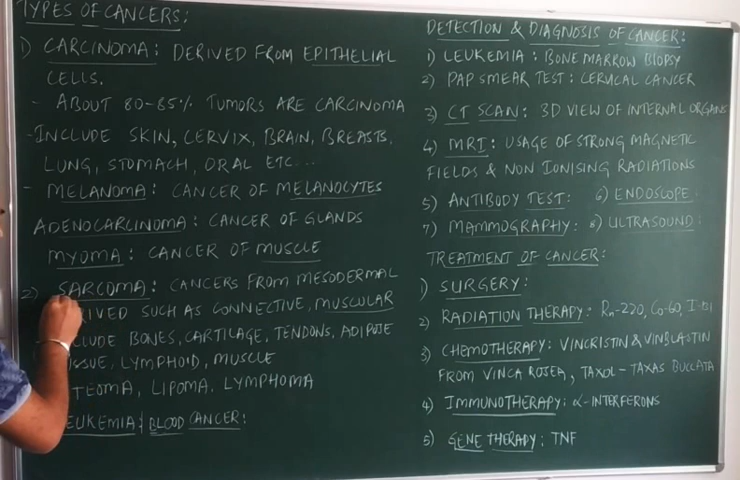 TYPES OF CANCERS:
1) CARCINOMA: DERIVED FROM EPITHELIAL
CELLS.
- ABOUT 80-85% TUMORS ARE CARCINOMA
-INCLUDE SKIN, CERVIX, BRAIN, BREASTS,
LUNG, STOMACH, ORAL ETC...
- MELANOMA: CANCER OF MELANOCYTES
ADENOCARCINOMA: CANCER OF GLANDS
MYOMA: CANCER OF MUSCLE
2) SARCOMA: CANCERS FROM MESODERMAL
RIVED SUCH AS CONNECTIVE, MUSCULAR
LUDE BONES, CARTILAGE, TENDONS, ADIPOSE
ISSUE, LYMPHOID, MUSCLE
TEOMA, LIPOMA, LYMPHOMA
EUKEMIA: BLOOD CANCER:
DETECTION & DIAGNOSIS OF CANCER:
1) LEUKEMIA: BONE MARROW BIOPSY
2) PAP SMEAR TEST: CERVICAL CANCER
3) CT SCAN: 3D VIEW OF INTERNAL ORGANS
4) MRI: USAGE OF STRONG MAGNETIC
FIELDS & NON IONISING RADIATIONS
5) ANTIBODY TEST: 6) ENDOSCOPE:
7) MAMMOGRAPHY: 8) ULTRASOUND:
TREATMENT OF CANCER:
1) SURGERY:
2) RADIATION THERAPY: Rn-220, Co-60, I-131
3) CHEMOTHERAPY: VINCRISTIN & VINBLASTIN
FROM VINCA ROSEA, TAXOL - TAXAS BUCCATA
4) IMMUNOTHERAPY: α-INTERFERONS
5) GENE THERAPY: TNF